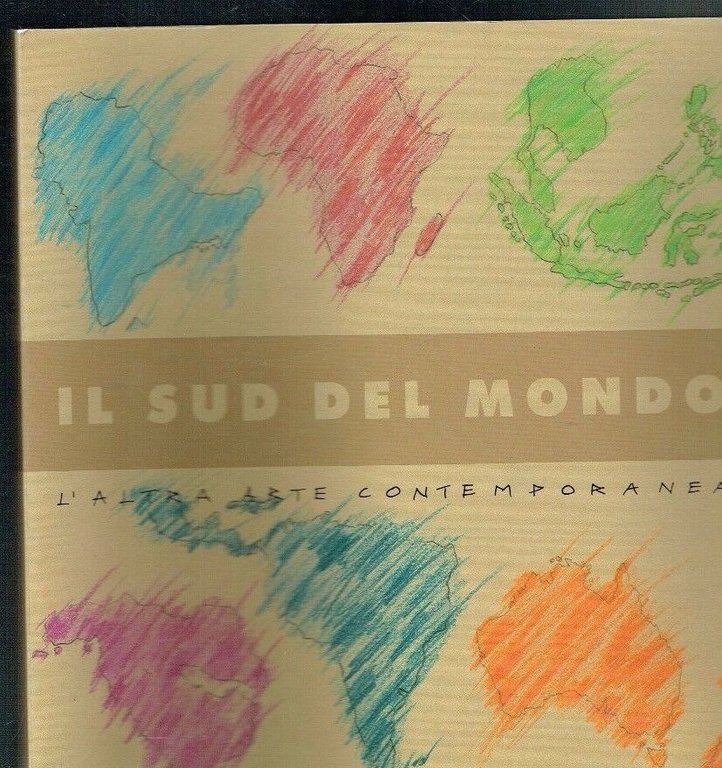 IL SUD DEL MONDO
L'ALTRA ARTE CONTEMPORANEA